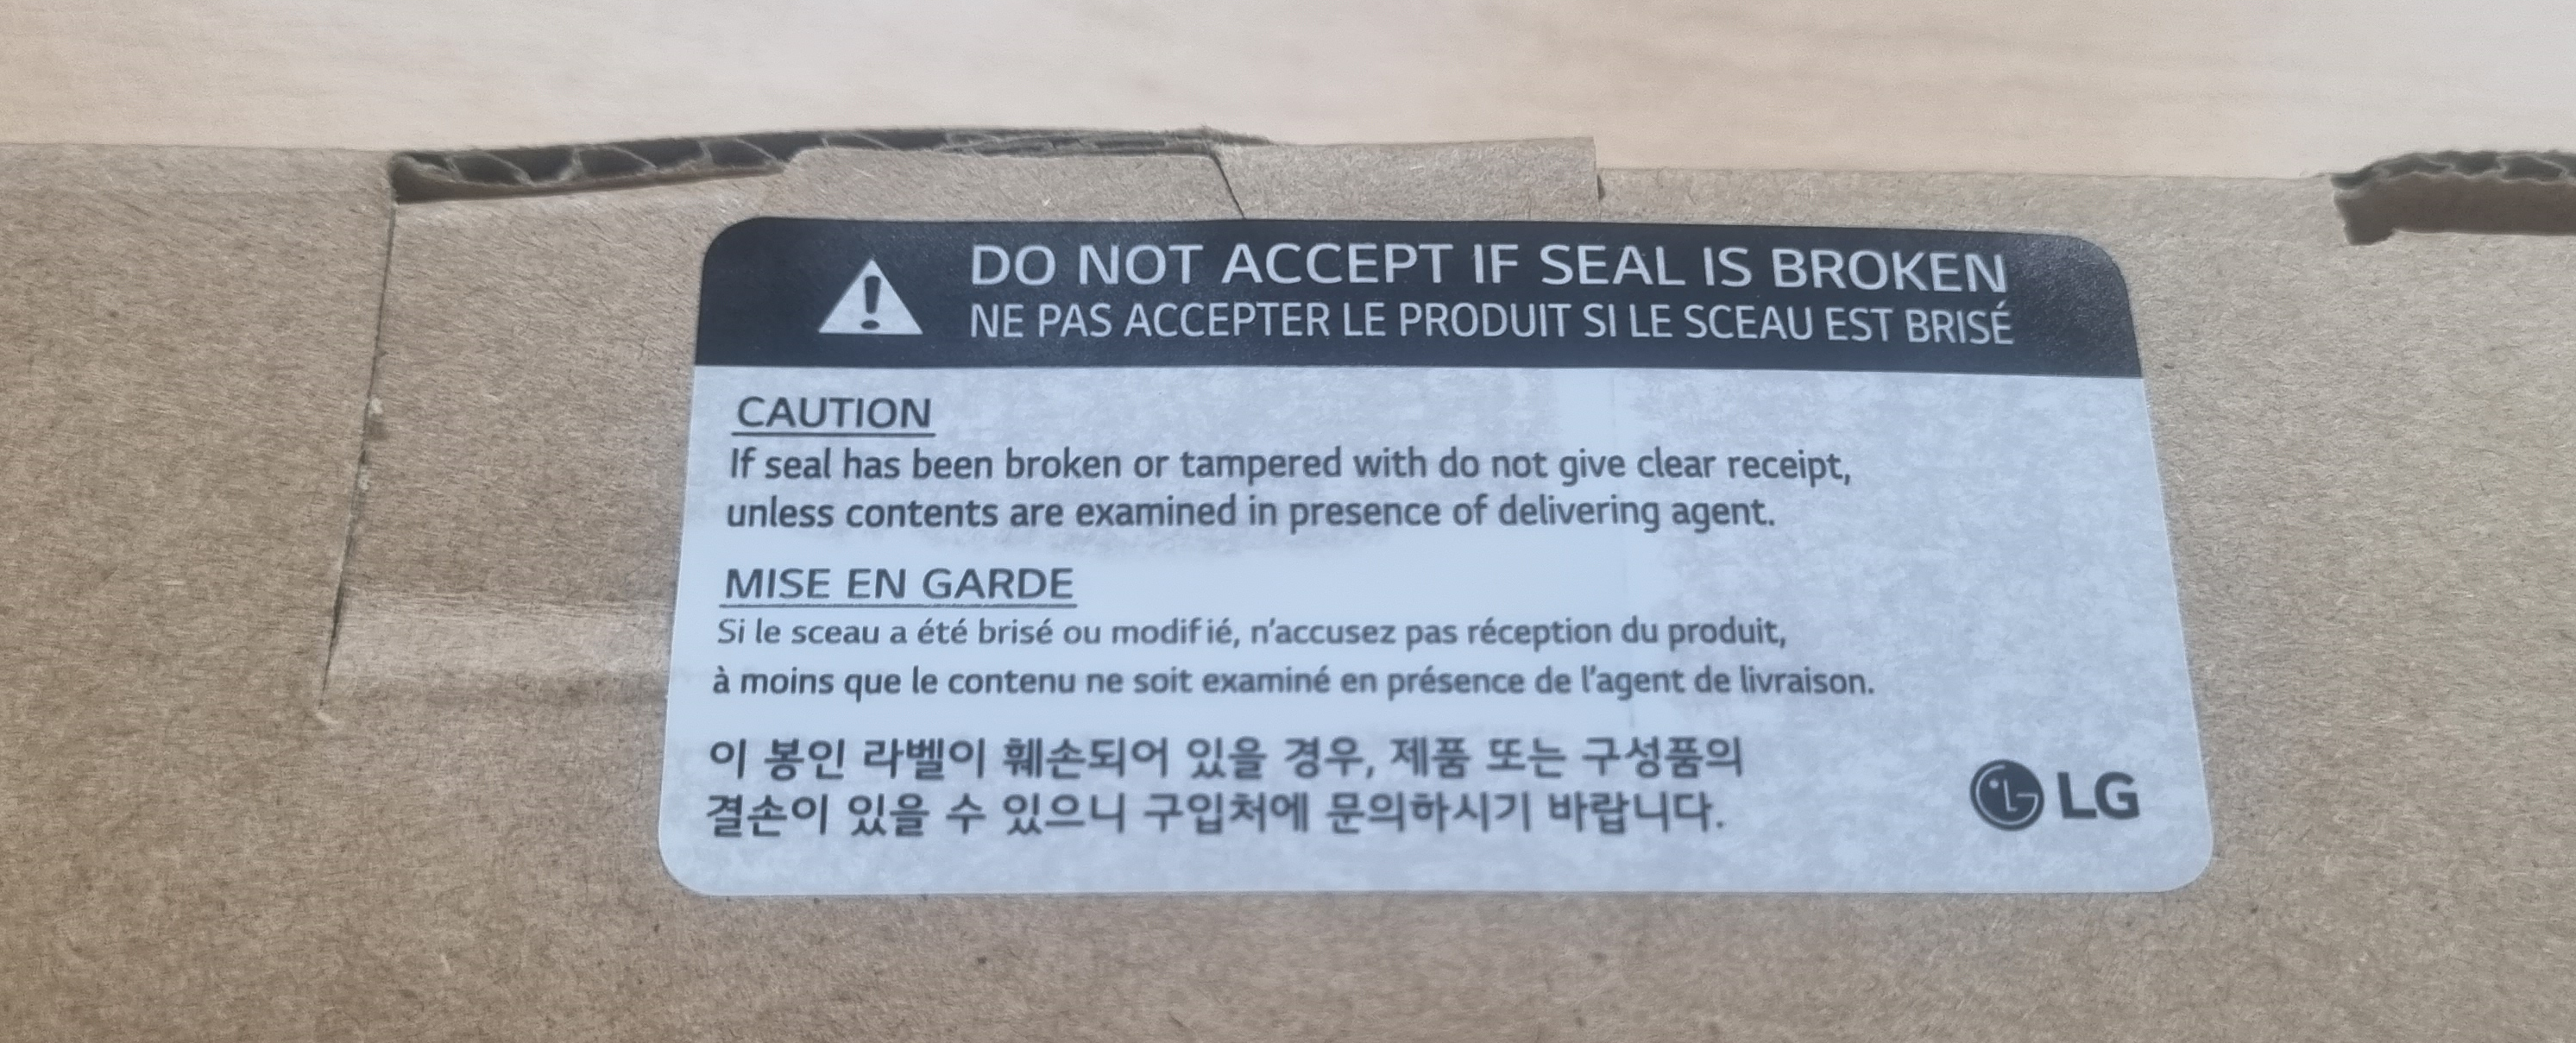 DO NOT ACCEPT IF SEAL IS BROKEN
NE PAS ACCEPTER LE PRODUIT SI LE SCEAU EST BRISÉ
CAUTION
If seal has been broken or tampered with do not give clear receipt,
unless contents are examined in presence of delivering agent.
MISE EN GARDE
Si le sceau a été brisé ou modifié, n'accusez pas réception du produit,
à moins que le contenu ne soit examiné en présence de l'agent de livraison.
이 봉인 라벨이 훼손되어 있을 경우, 제품 또는 구성품의
결손이 있을 수 있으니 구입처에 문의하시기 바랍니다.
LG